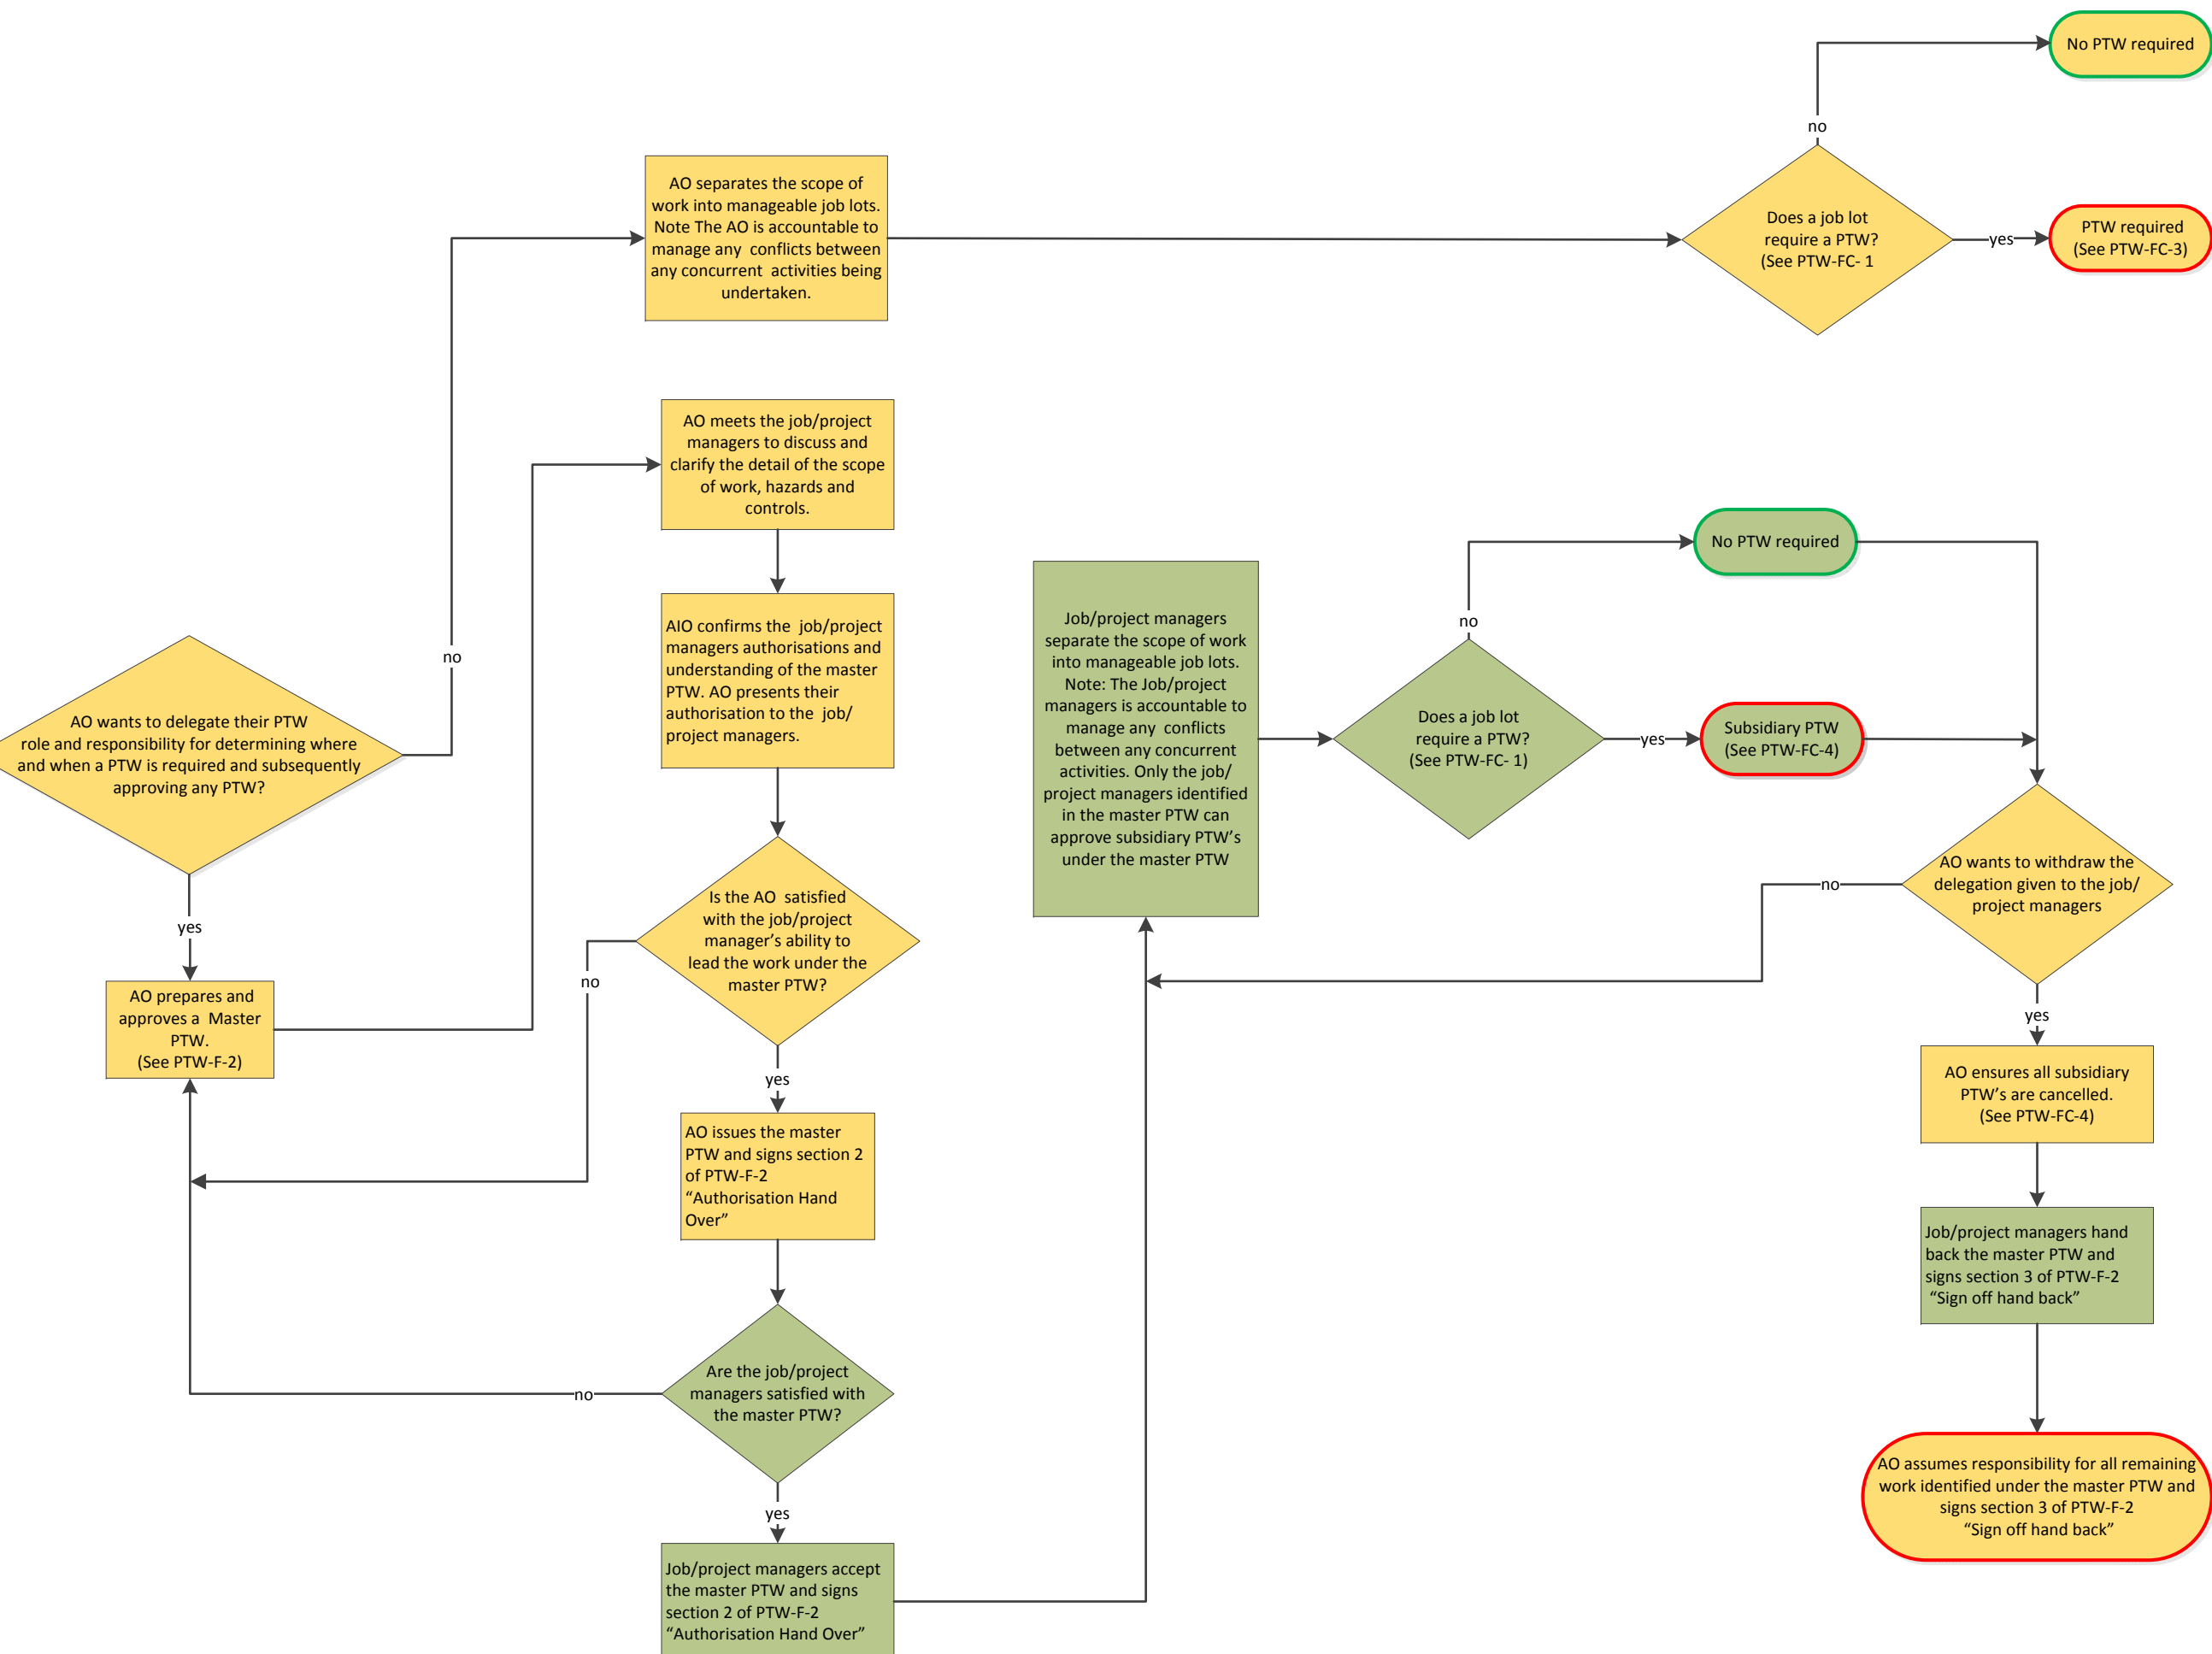 No PTW required
no
AO separates the scope of
work into manageable job lots.
Note The AO is accountable to
manage any conflicts between
any concurrent activities being
undertaken.
Does a job lot
require a PTW?
(See PTW-FC- 1
yes
PTW required
(See PTW-FC-3)
AO meets the job/project
managers to discuss and
clarify the detail of the scope
of work, hazards and
controls.
AIO confirms the job/project
managers authorisations and
understanding of the master
PTW. AO presents their
authorisation to the job/
project managers.
no
AO wants to delegate their PTW
role and responsibility for determining where
and when a PTW is required and subsequently
approving any PTW?
yes
AO prepares and
approves a Master
PTW.
(See PTW-F-2)
Is the AO satisfied
with the job/project
manager's ability to
lead the work under the
master PTW?
no
yes
AO issues the master
PTW and signs section 2
of PTW-F-2
“Authorisation Hand
Over”
Are the job/project
managers satisfied with
the master PTW?
no
yes
Job/project managers accept
the master PTW and signs
section 2 of PTW-F-2
“Authorisation Hand Over”
Job/project managers
separate the scope of work
into manageable job lots.
Note: The Job/project
managers is accountable to
manage any conflicts
between any concurrent
activities. Only the job/
project managers identified
in the master PTW can
approve subsidiary PTW’s
under the master PTW
No PTW required
no
Does a job lot
require a PTW?
(See PTW-FC- 1)
yes
Subsidiary PTW
(See PTW-FC-4)
AO wants to withdraw the
delegation given to the job/
project managers
no
yes
AO ensures all subsidiary
PTW’s are cancelled.
(See PTW-FC-4)
Job/project managers hand
back the master PTW and
signs section 3 of PTW-F-2
“Sign off hand back”
AO assumes responsibility for all remaining
work identified under the master PTW and
signs section 3 of PTW-F-2
“Sign off hand back”